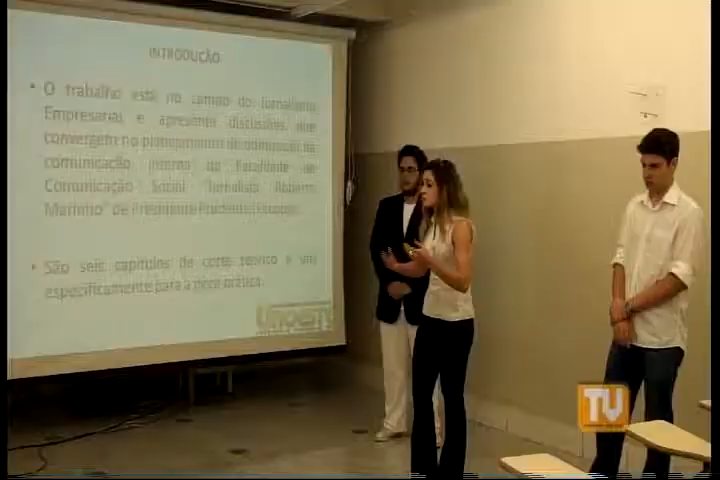 INTRODUÇÃO
• O trabalho está no campo do Jornalismo
Empresarial e apresenta discussões que
convergem no planejamento de
comunicação interna da Faculdade de
Comunicação Social "Jornalista Roberto
Marinho" de Presidente Prudente (Facopp).
• São seis capítulos de corte teórico e um
especificamente para a peça prática.
TV